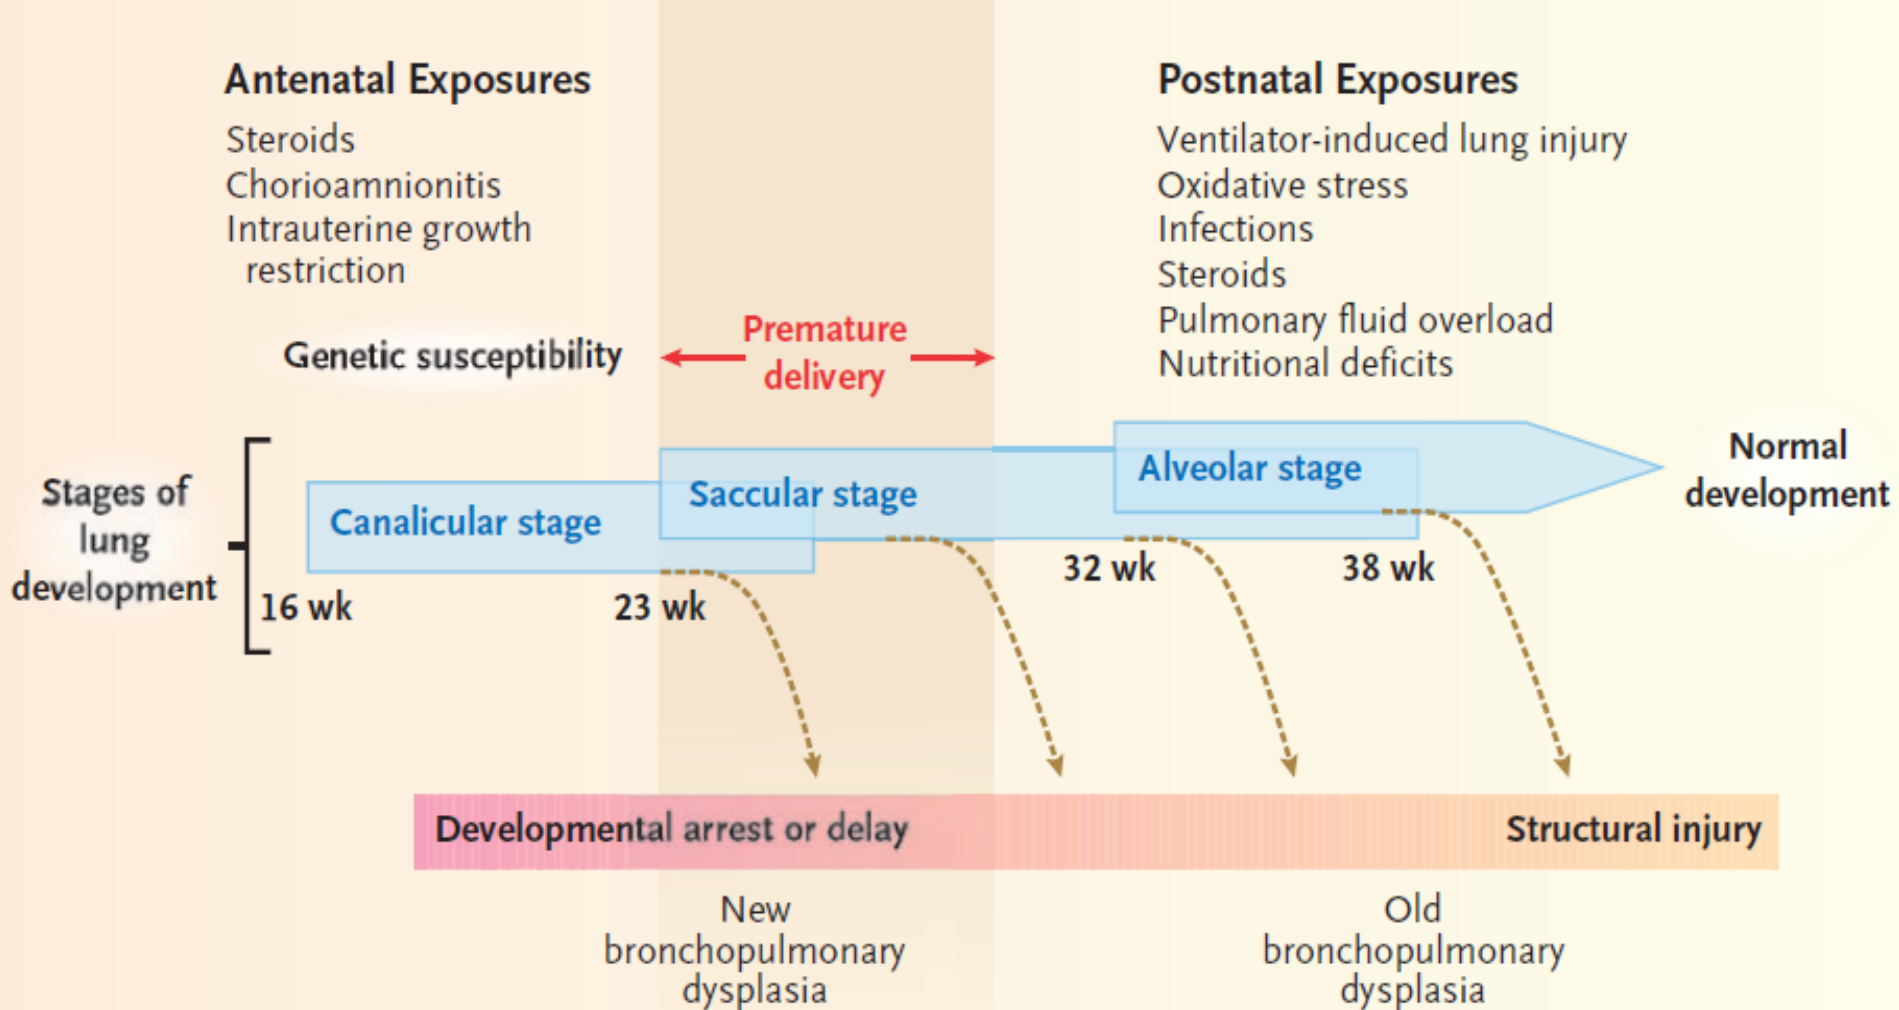 Antenatal Exposures
Steroids
Chorioamnionitis
Intrauterine growth
restriction
Genetic susceptibility
Premature
delivery
Postnatal Exposures
Ventilator-induced lung injury
Oxidative stress
Infections
Steroids
Pulmonary fluid overload
Nutritional deficits
Stages of
lung
development
Canalicular stage
Saccular stage
Alveolar stage
Normal
development
16 wk
23 wk
32 wk
38 wk
Developmental arrest or delay
Structural injury
New
bronchopulmonary
dysplasia
Old
bronchopulmonary
dysplasia